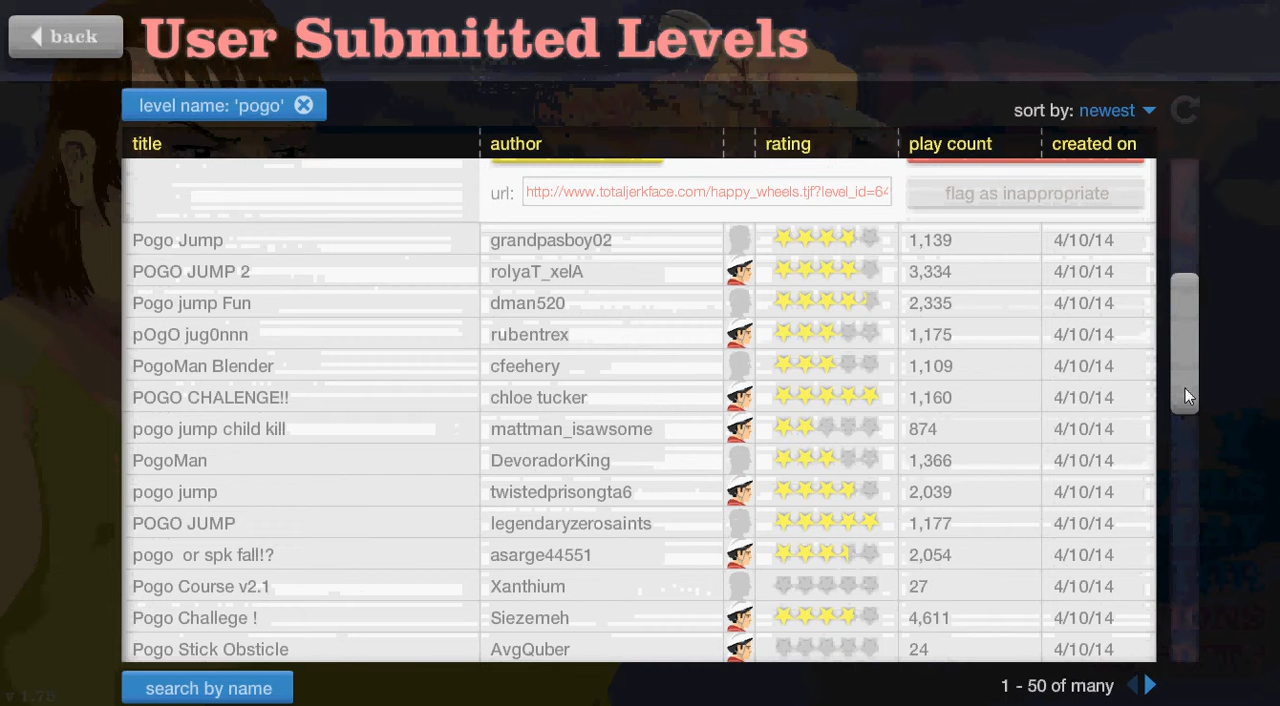 back User Submitted Levels
level name: 'pogo'
sort by: newest
title author rating play count created on
url: http://www.totaljerkface.com/happy_wheels.tjf?level_id=64 flag as inappropriate
Pogo Jump grandpasboy02 1,139 4/10/14
POGO JUMP 2 rolyaT_xelA 3,334 4/10/14
Pogo jump Fun dman520 2,335 4/10/14
pOgO jug0nnn rubentrex 1,175 4/10/14
PogoMan Blender cfeehery 1,109 4/10/14
POGO CHALENGE!! chloe tucker 1,160 4/10/14
pogo jump child kill mattman_isawsome 874 4/10/14
PogoMan DevoradorKing 1,366 4/10/14
pogo jump twistedprisongta6 2,039 4/10/14
POGO JUMP legendaryzerosaints 1,177 4/10/14
pogo or spk fall!? asarge44551 2,054 4/10/14
Pogo Course v2.1 Xanthium 27 4/10/14
Pogo Challege ! Siezemeh 4,611 4/10/14
Pogo Stick Obsticle AvgQuber 24 4/10/14
search by name 1 - 50 of many